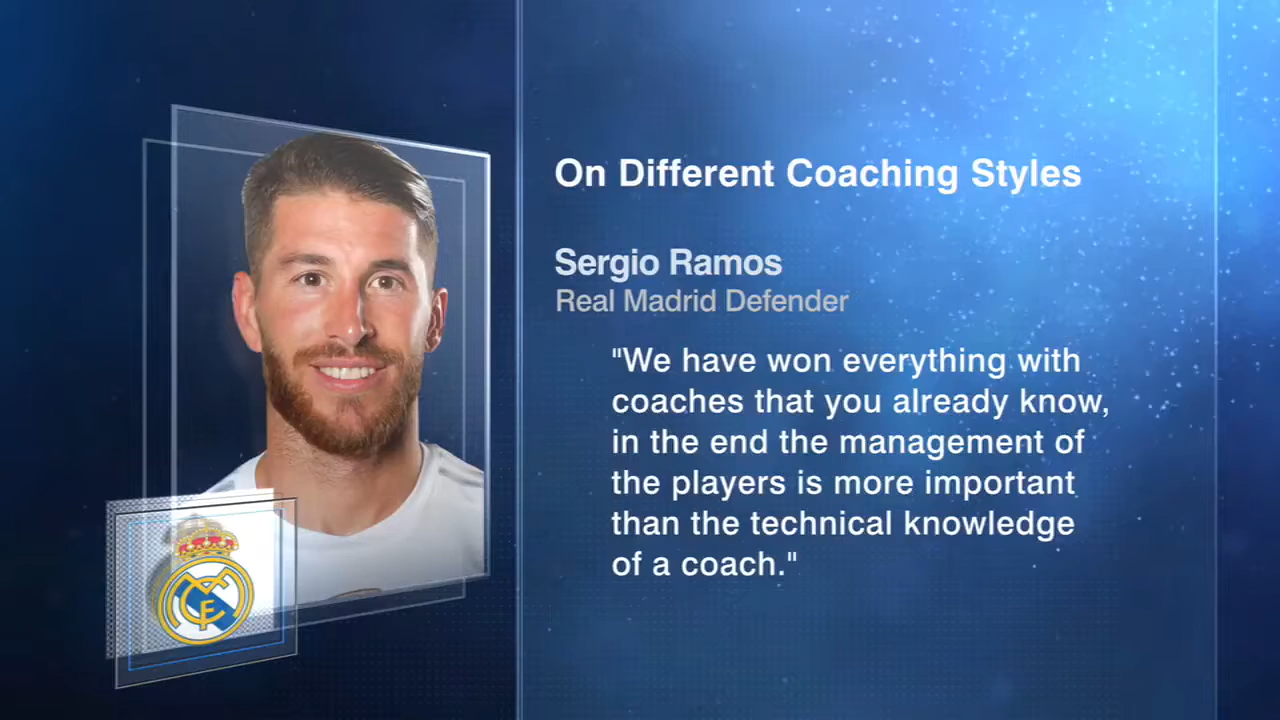 On Different Coaching Styles
Sergio Ramos
Real Madrid Defender
"We have won everything with
coaches that you already know,
in the end the management of
the players is more important
than the technical knowledge
of a coach."